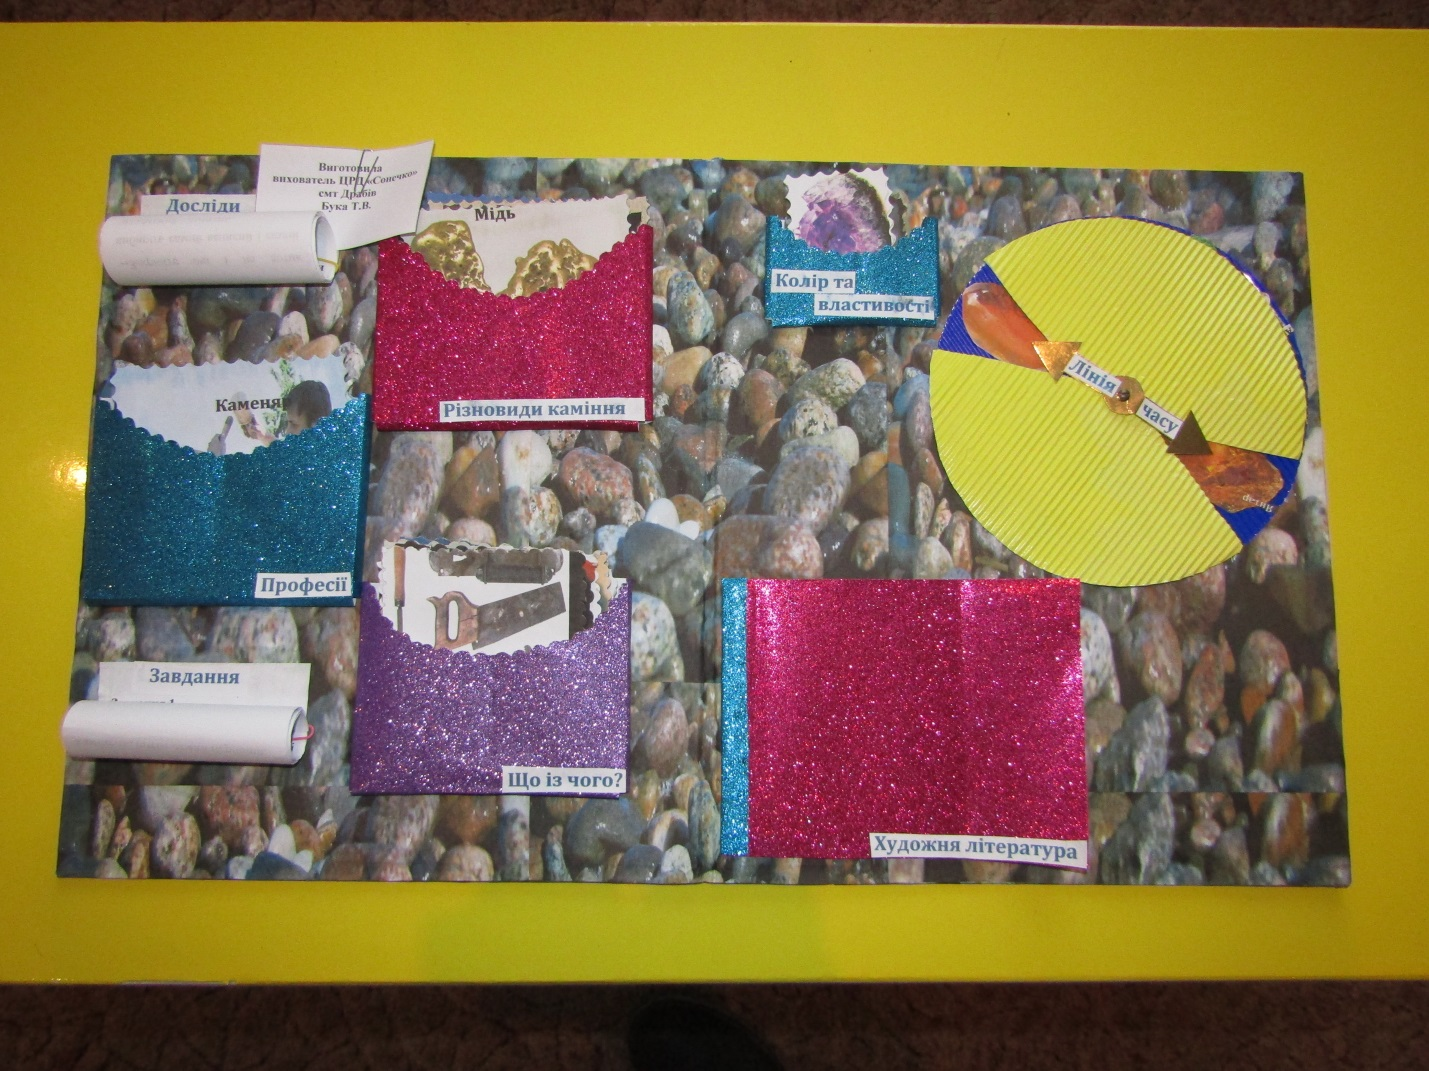 Виготовила
вихователь ЦРД «Сонечко»
смт Драбів
Бука Т.В.
Досліди
Мідь
Різновиди каміння
Колір та
властивості
Лінія
часу
Каменя
Професії
Що із чого?
Завдання
Художня література